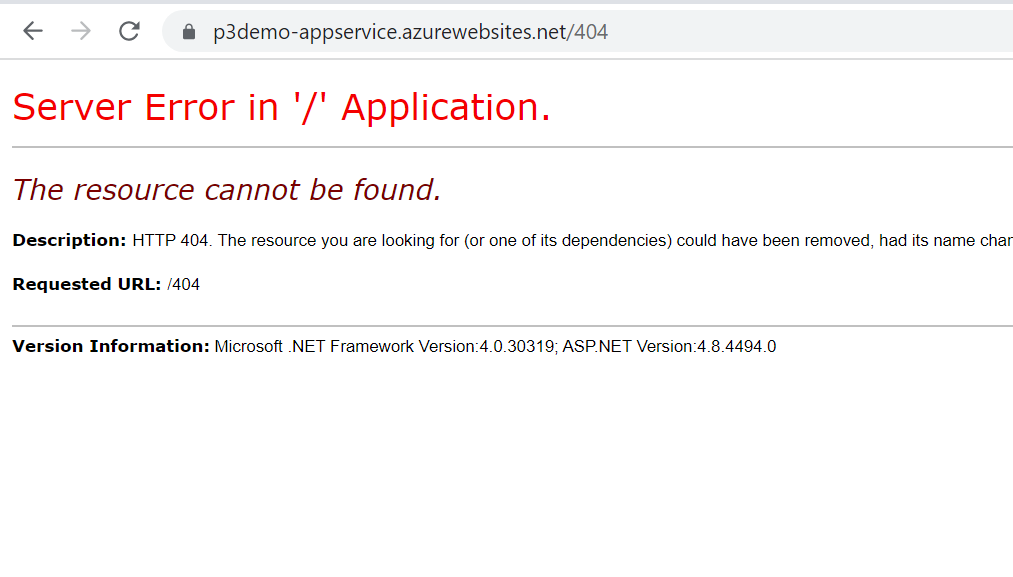 p3demo-appservice.azurewebsites.net/404
Server Error in '/' Application.
The resource cannot be found.
Description: HTTP 404. The resource you are looking for (or one of its dependencies) could have been removed, had its name
Requested URL: /404
Version Information: Microsoft .NET Framework Version:4.0.30319; ASP.NET Version:4.8.4494.0